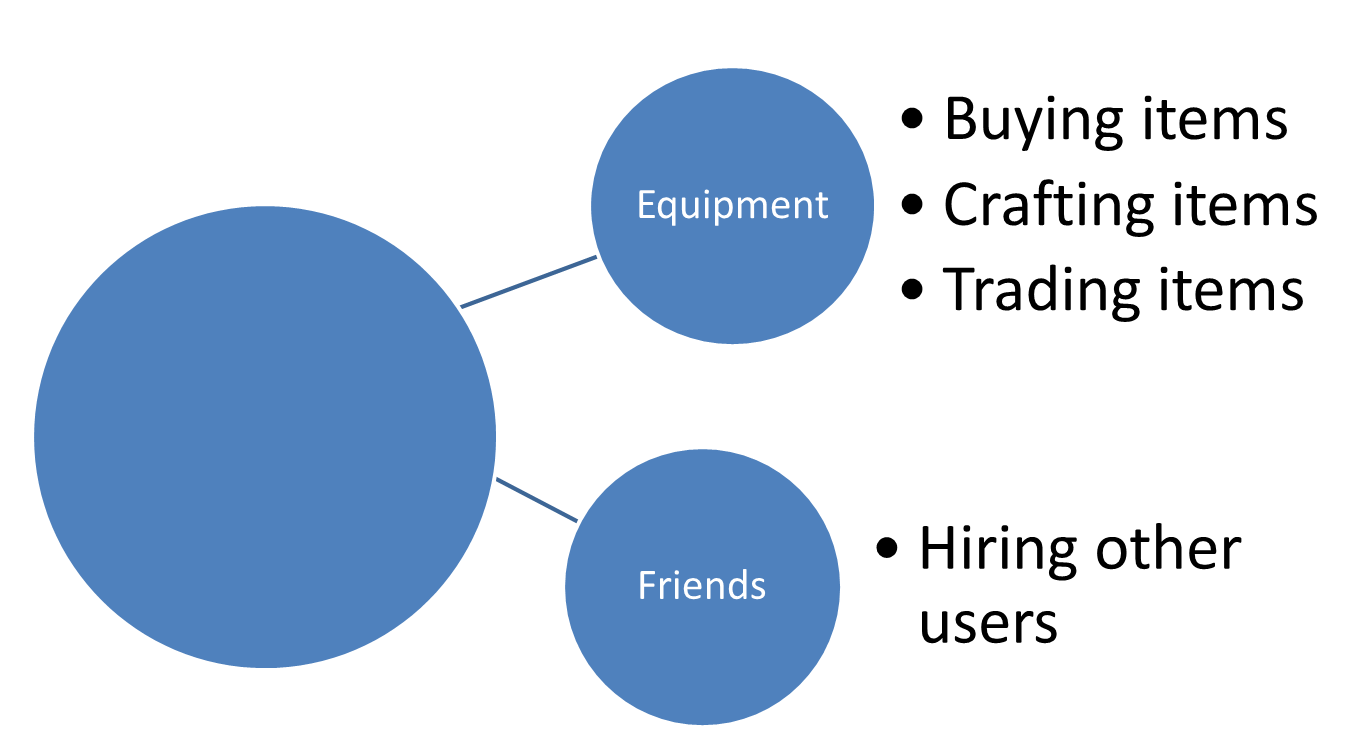 Equipment
• Buying items
• Crafting items
• Trading items
Friends
• Hiring other
users